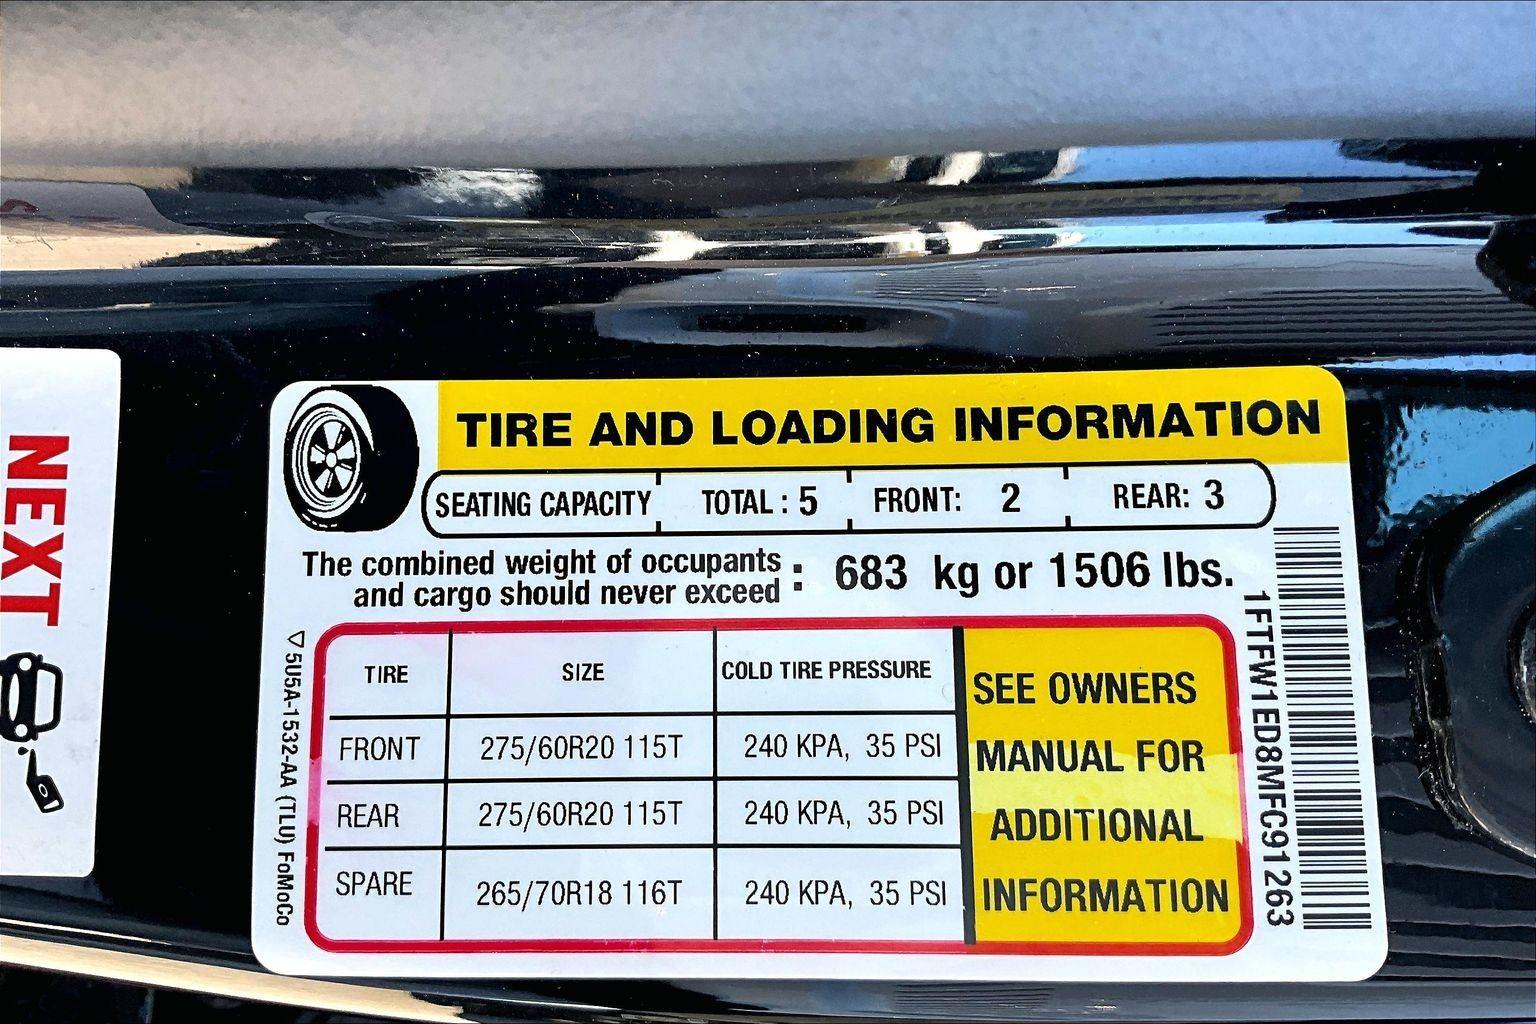 NEXT
TIRE AND LOADING INFORMATION
SEATING CAPACITY TOTAL : 5 FRONT: 2 REAR: 3
The combined weight of occupants
and cargo should never exceed : 683 kg or 1506 lbs.
TIRE SIZE COLD TIRE PRESSURE
FRONT 275/60R20 115T 240 KPA, 35 PSI
REAR 275/60R20 115T 240 KPA, 35 PSI
SPARE 265/70R18 116T 240 KPA, 35 PSI
SEE OWNERS
MANUAL FOR
ADDITIONAL
INFORMATION
5U5A-1532-AA (TLU) FoMoCo
1FTFW1ED8MFC91263